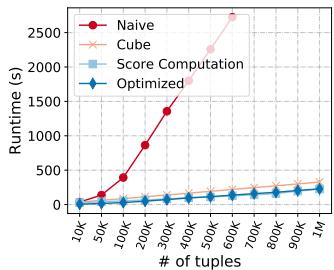 Naive
Cube
Score Computation
Optimized
Runtime (s)
2500
2000
1500
1000
500
0
10K 50K 100K 200K 300K 400K 500K 600K 700K 800K 900K 1M
# of tuples